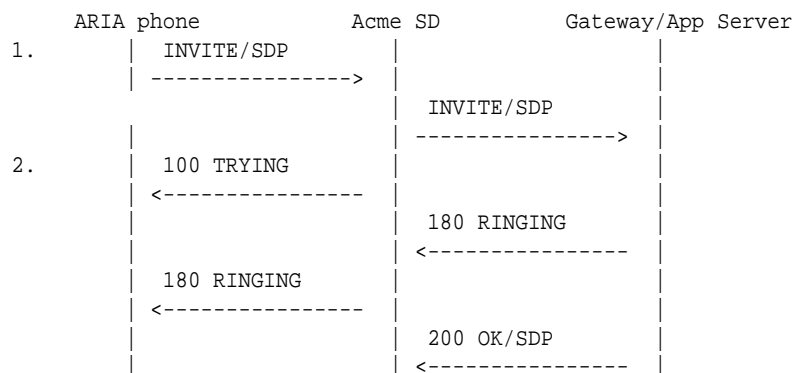 ARIA phone Acme SD Gateway/App Server
1. | INVITE/SDP | |
| ----------------> | |
| INVITE/SDP |
| | ----------------> |
2. | 100 TRYING | |
| <---------------- | |
| | 180 RINGING |
| | <---------------- |
| 180 RINGING | |
| <---------------- | |
| | 200 OK/SDP |
| | <---------------- |